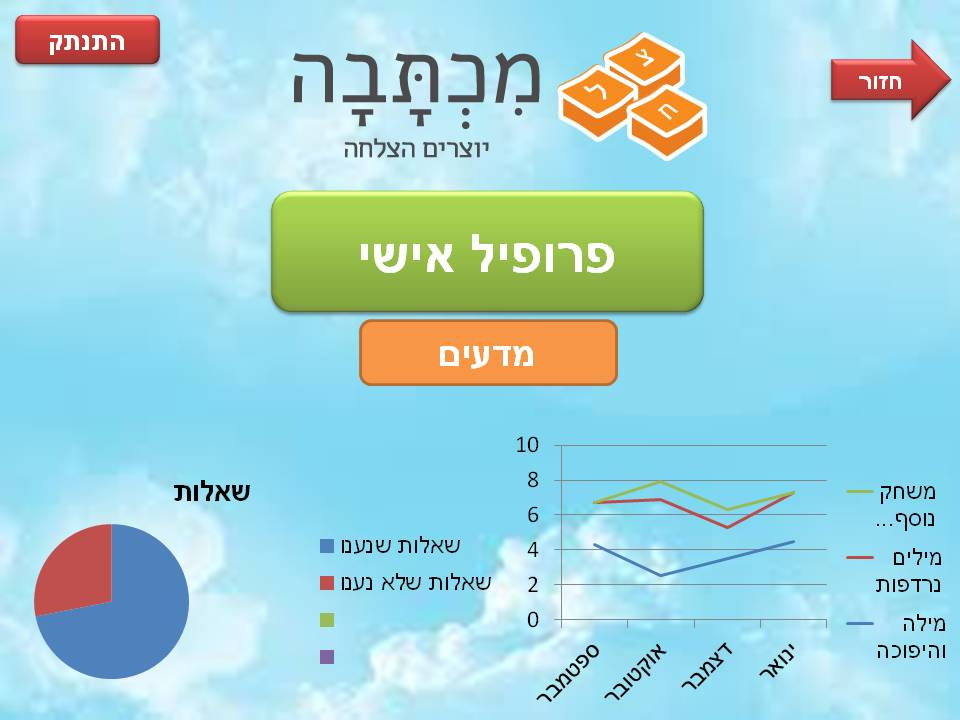 התנתק
חזור
מִכְתָּבָה
יוצרים הצלחה
צ
ל
ח
פרופיל אישי
מדעים
שאלות
שאלות שנענו
שאלות שלא נענו
10
8
6
4
2
0
ספטמבר
אוקטובר
דצמבר
ינואר
משחק
נוסף...
מילים
נרדפות
מילה
והיפוכה